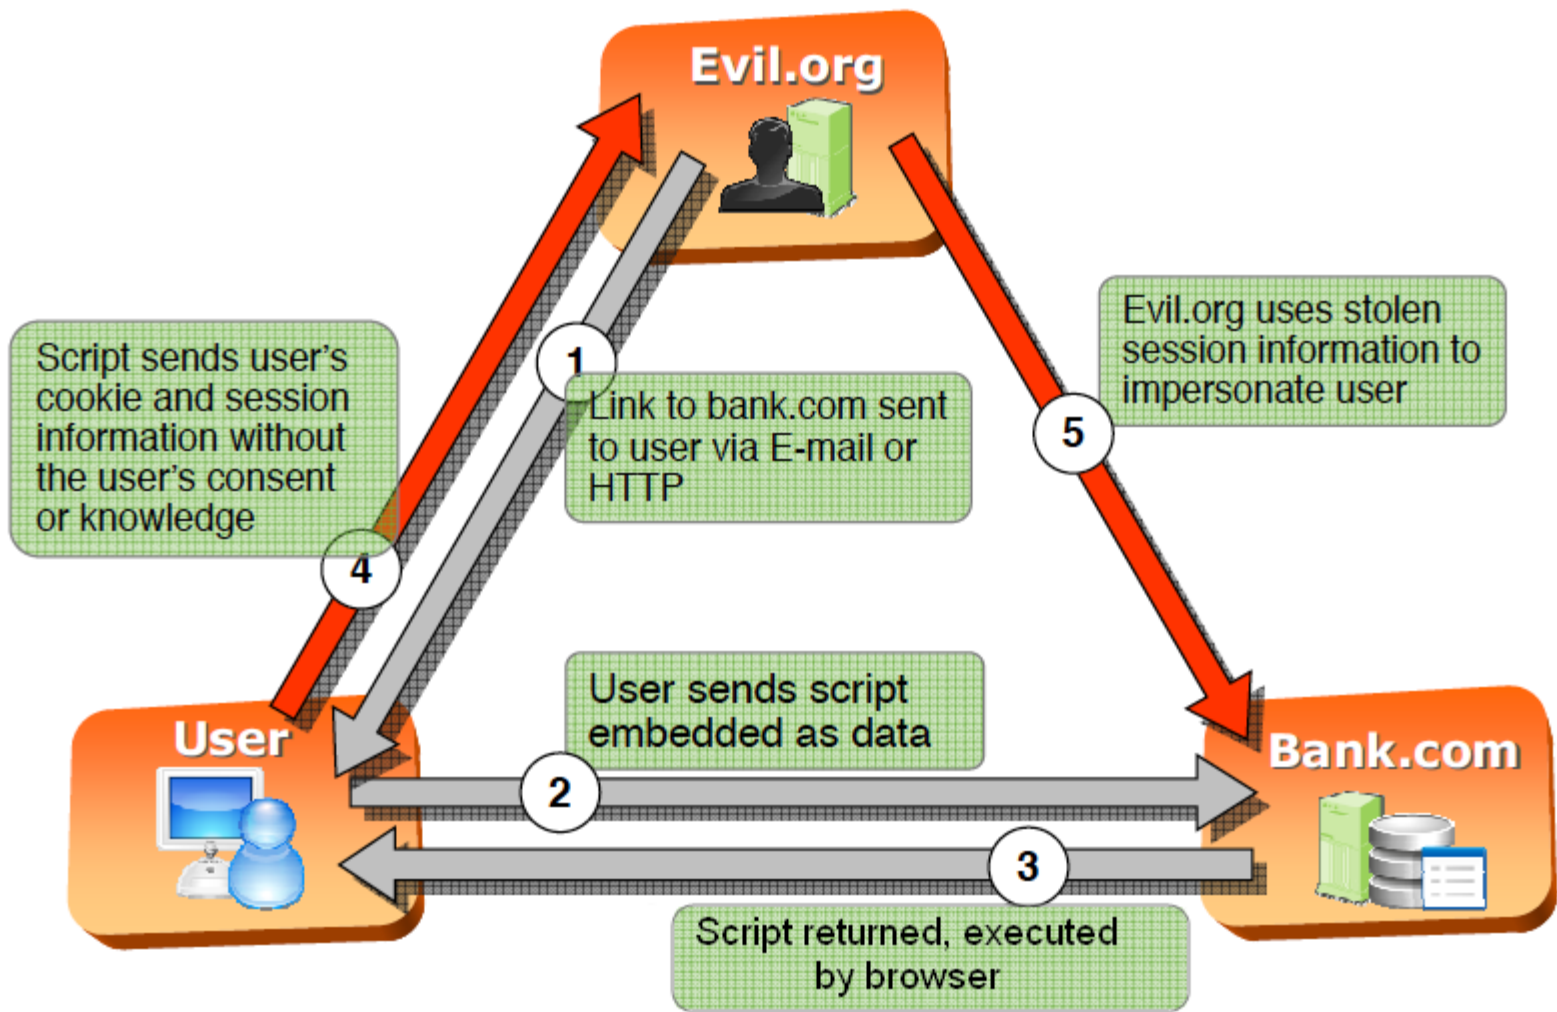 Evil.org
Script sends user's
cookie and session
information without
the user's consent
or knowledge
4
1
Link to bank.com sent
to user via E-mail or
HTTP
Evil.org uses stolen
session information to
impersonate user
5
User
User sends script
embedded as data
2
Bank.com
3
Script returned, executed
by browser